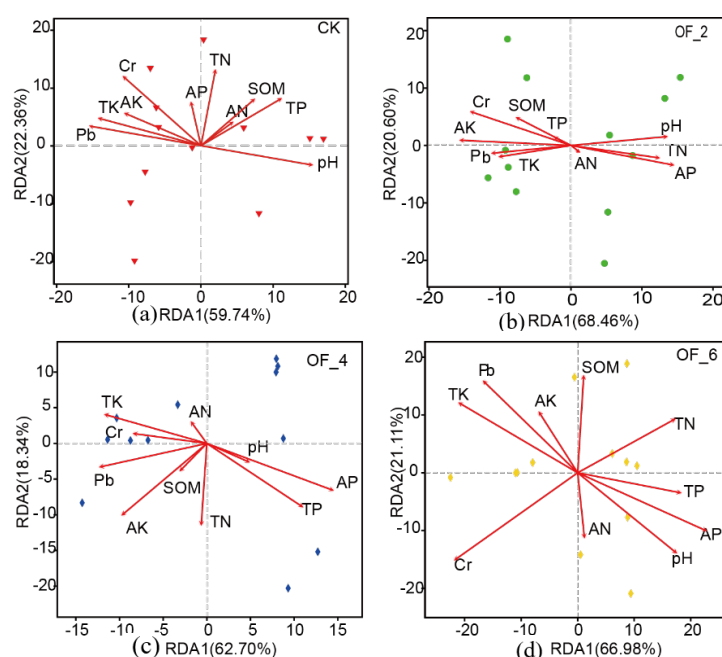 CK
20
10
0
-10
-20
RDA2(22.36%)
Cr
TN
AP
SOM
TK
AK
AN
TP
Pb
pH
-20
-10
0
10
20
(a) RDA1(59.74%)
OF_2
20
10
0
-10
-20
RDA2(20.60%)
Cr
SOM
TP
AK
pH
Pb
TK
AN
TN
AP
-20
-10
0
10
20
(b) RDA1(68.46%)
OF_4
10
5
0
-5
-10
-15
-20
RDA2(18.34%)
TK
Cr
AN
pH
Pb
SOM
AP
AK
TN
TP
-15
-10
-5
0
5
10
15
(c) RDA1(62.70%)
OF_6
20
10
0
-10
-20
RDA2(21.11%)
Pb
SOM
TK
AK
TN
TP
AN
AP
Cr
pH
-20
-10
0
10
20
RDA1(66.98%) (d)